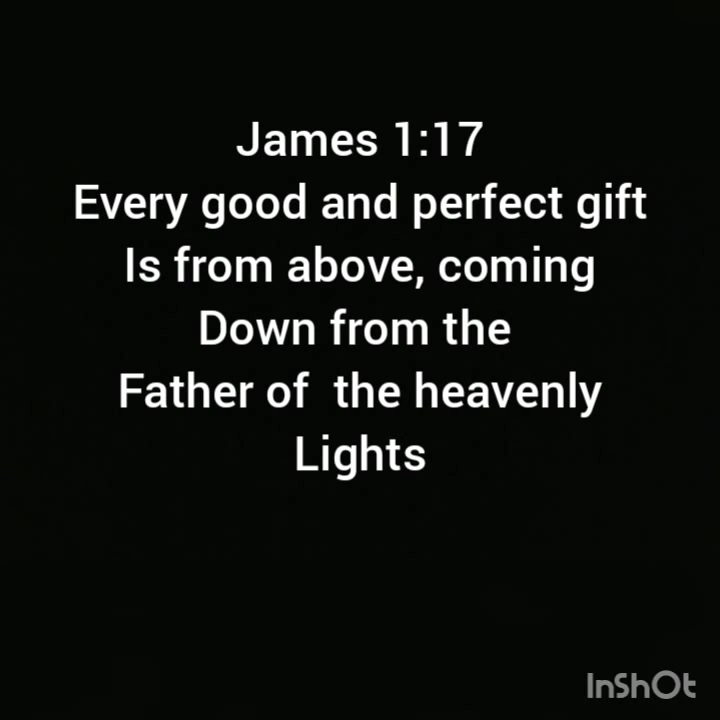 James 1:17
Every good and perfect gift
Is from above, coming
Down from the
Father of  the heavenly
Lights
InShOt